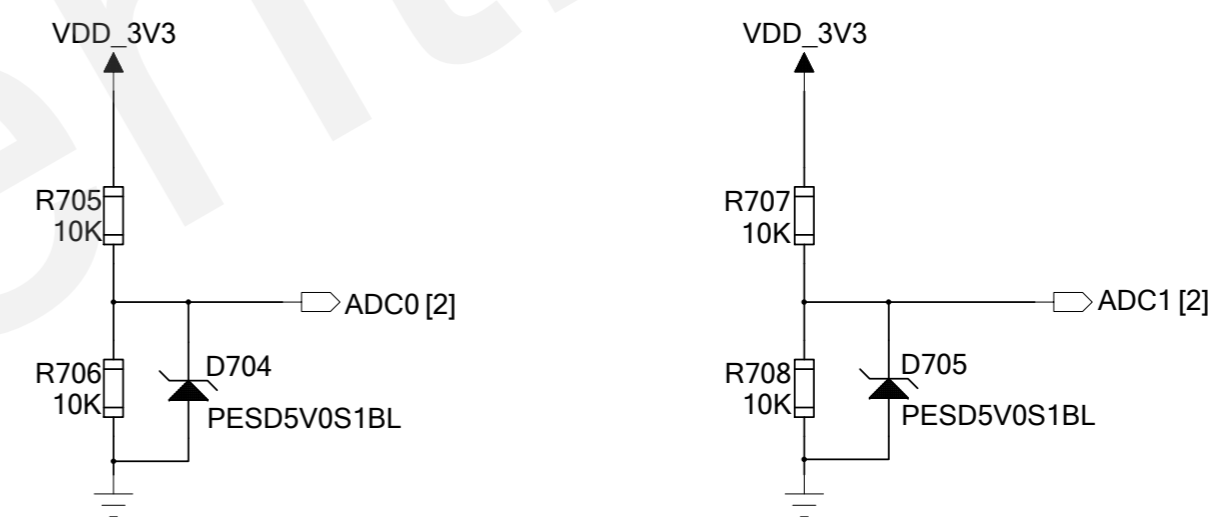 VDD_3V3
R705
10K
ADC0 [2]
R706
10K
D704
PESD5V0S1BL
VDD_3V3
R707
10K
ADC1 [2]
R708
10K
D705
PESD5V0S1BL